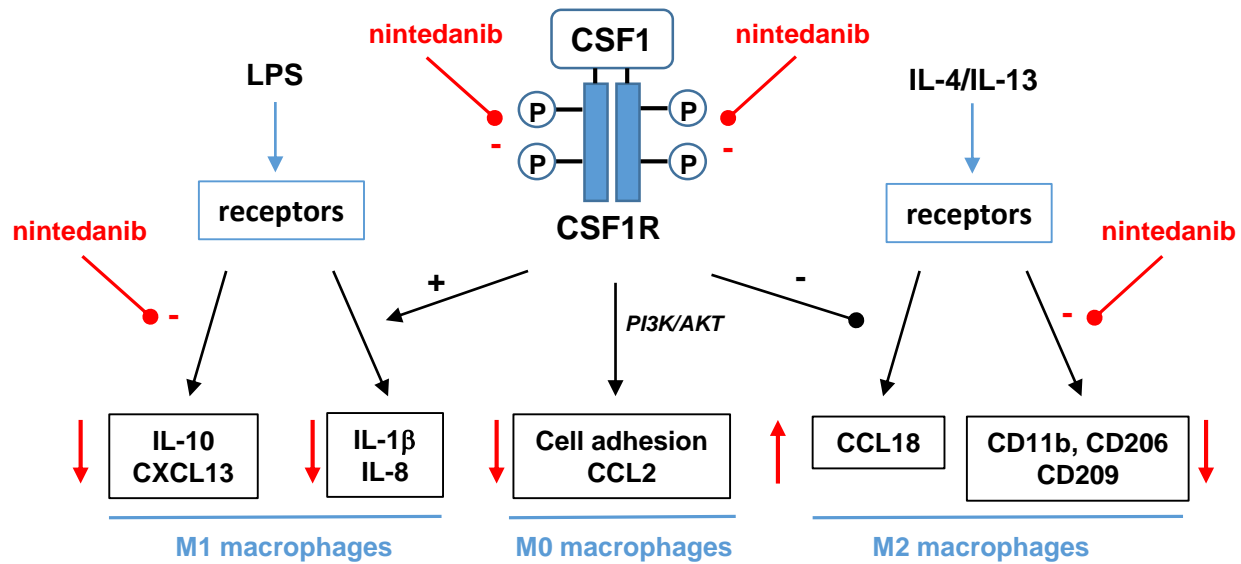 nintedanib
CSF1
nintedanib
LPS
IL-4/IL-13
P
P
-
-
P
P
receptors
CSF1R
receptors
nintedanib
nintedanib
+
-
-
-
PI3K/AKT
IL-10
CXCL13
IL-1β
IL-8
Cell adhesion
CCL2
CCL18
CD11b, CD206
CD209
M1 macrophages
M0 macrophages
M2 macrophages